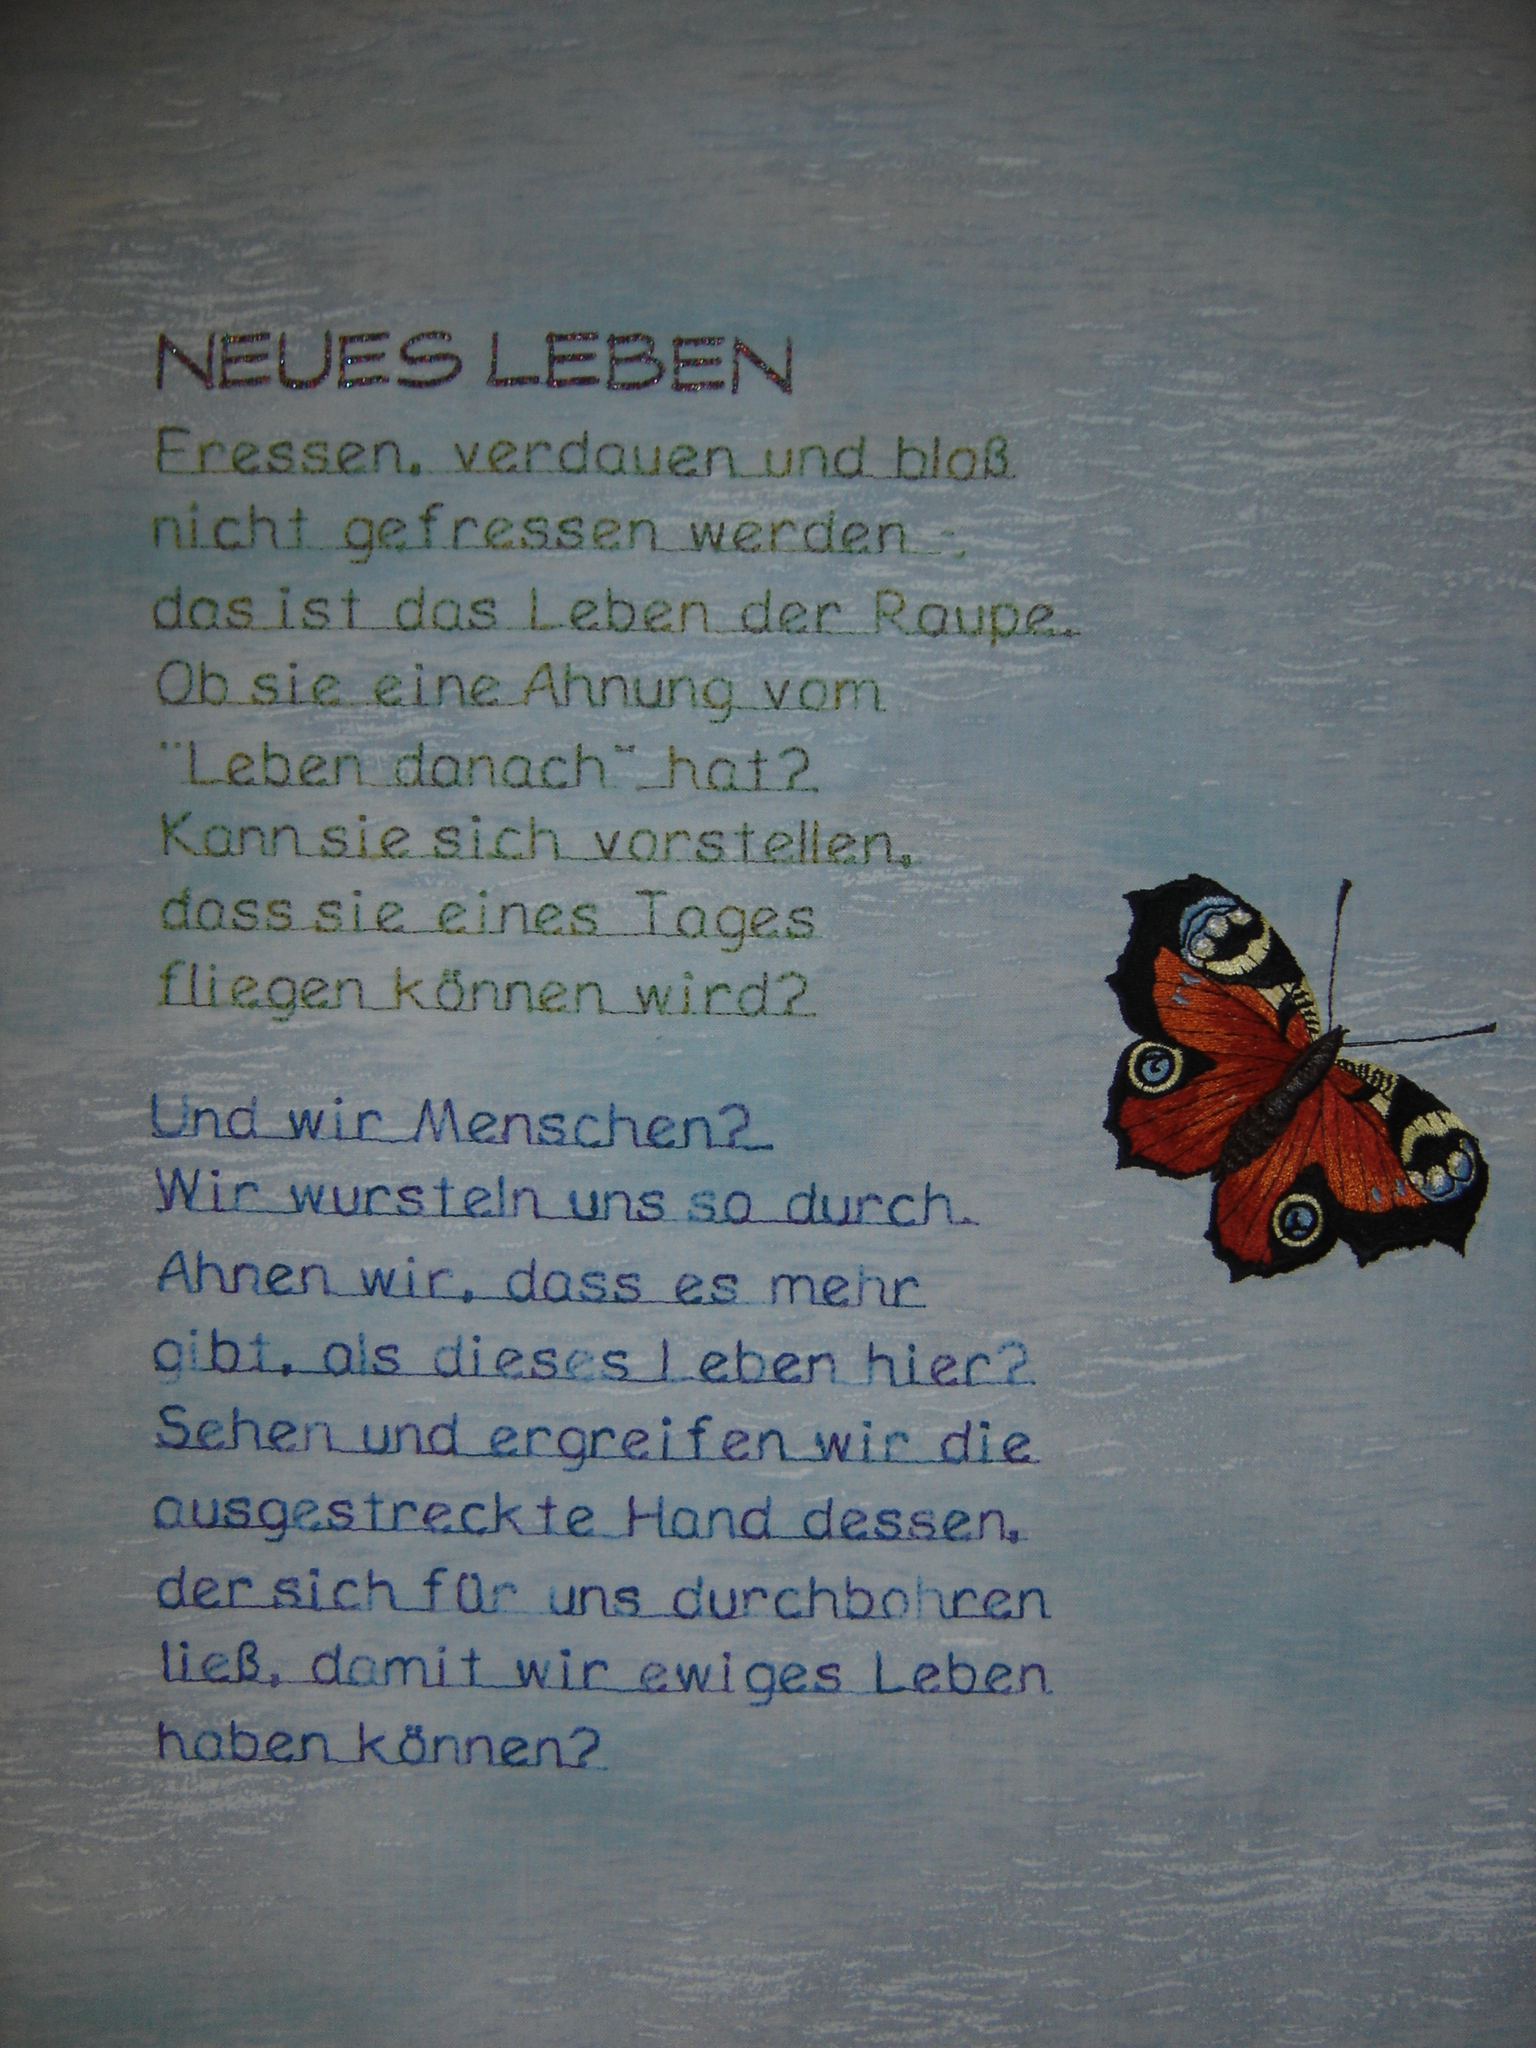 NEUES LEBEN
Fressen, verdauen und bloß
nicht gefressen werden -,
das ist das Leben der Raupe.
Ob sie eine Ahnung vom
"Leben danach" hat?
Kann sie sich vorstellen,
dass sie eines Tages
fliegen können wird?
Und wir Menschen?
Wir wursteln uns so durch.
Ahnen wir, dass es mehr
gibt, als dieses Leben hier?
Sehen und ergreifen wir die
ausgestreckte Hand dessen,
der sich für uns durchbohren
ließ, damit wir ewiges Leben
haben können?